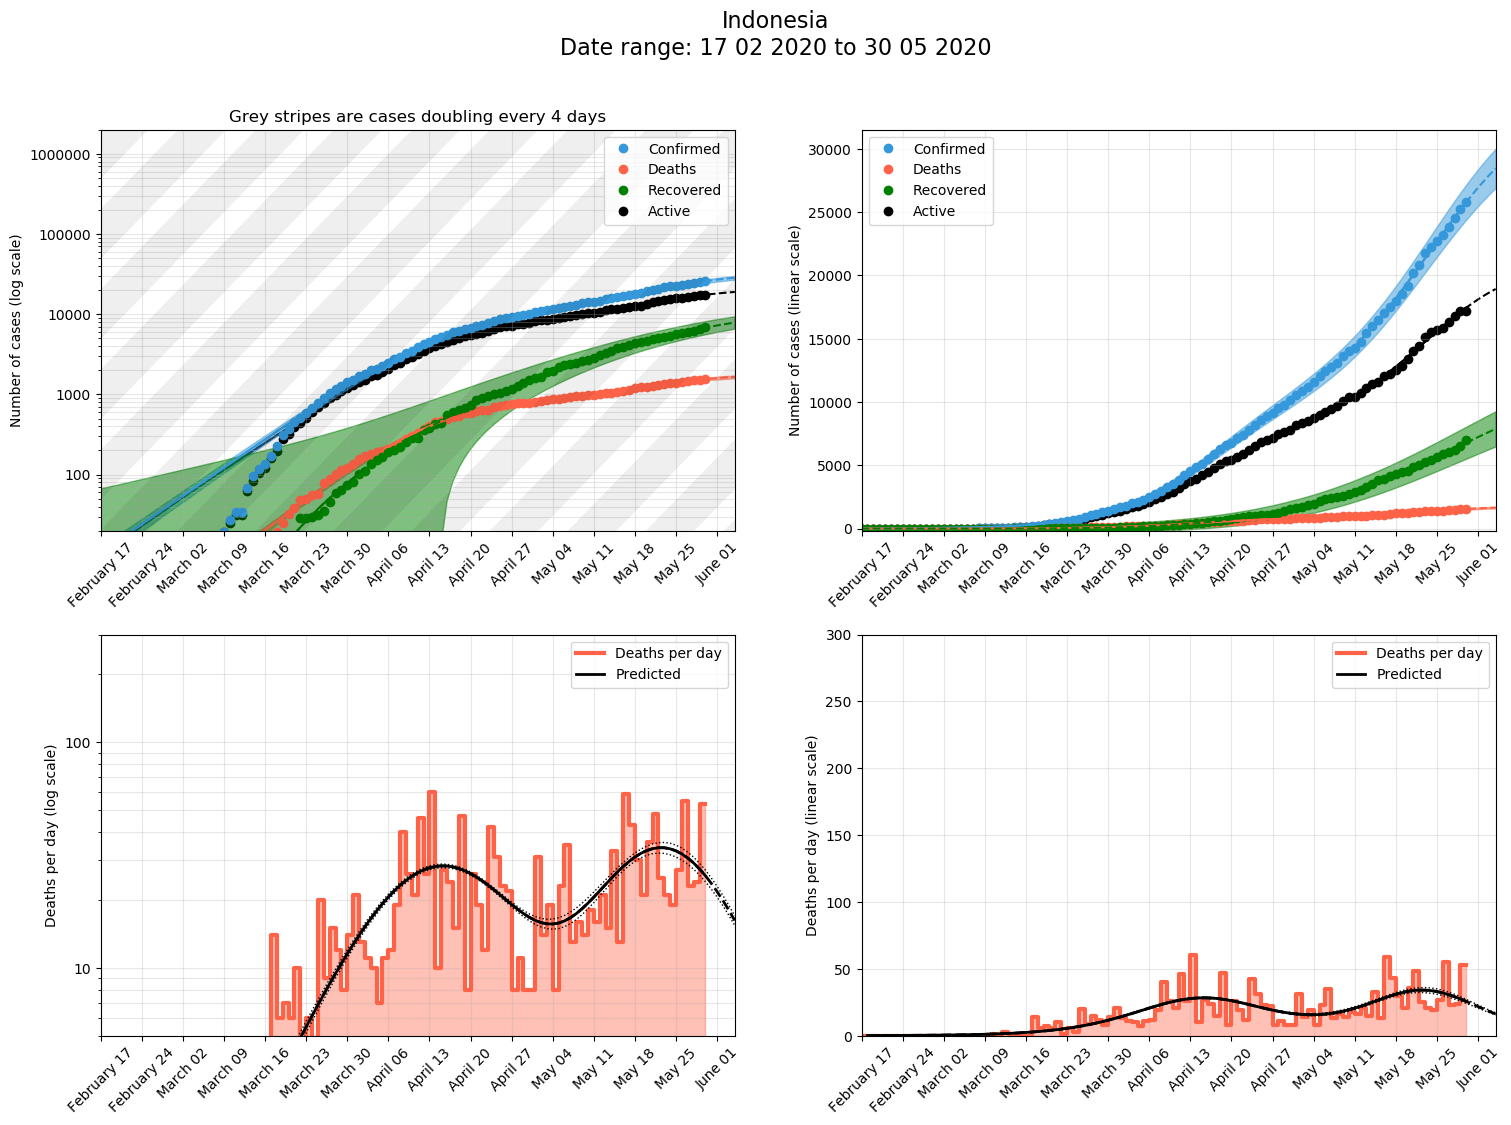 Indonesia
Date range: 17 02 2020 to 30 05 2020
Grey stripes are cases doubling every 4 days
Number of cases (log scale)
1000000
100000
10000
1000
100
Confirmed
Deaths
Recovered
Active
February 17
February 24
March 02
March 09
March 16
March 23
March 30
April 06
April 13
April 20
April 27
May 04
May 11
May 18
May 25
June 01
Number of cases (linear scale)
30000
25000
20000
15000
10000
5000
0
Confirmed
Deaths
Recovered
Active
February 17
February 24
March 02
March 09
March 16
March 23
March 30
April 06
April 13
April 20
April 27
May 04
May 11
May 18
May 25
June 01
Deaths per day (log scale)
100
10
Deaths per day
Predicted
February 17
February 24
March 02
March 09
March 16
March 23
March 30
April 06
April 13
April 20
April 27
May 04
May 11
May 18
May 25
June 01
Deaths per day (linear scale)
300
250
200
150
100
50
0
Deaths per day
Predicted
February 17
February 24
March 02
March 09
March 16
March 23
March 30
April 06
April 13
April 20
April 27
May 04
May 11
May 18
May 25
June 01